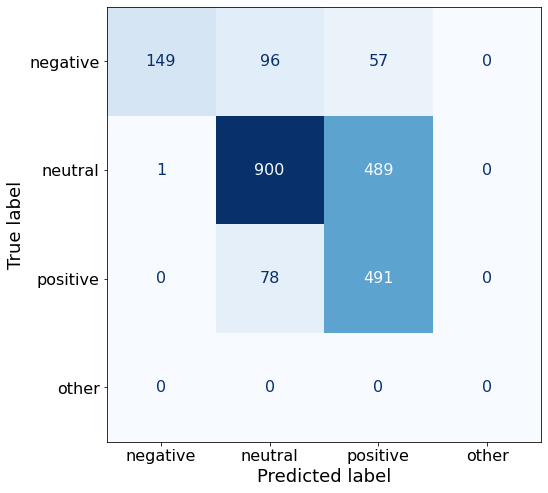 negative 149 96 57 0
neutral 1 900 489 0
positive 0 78 491 0
other 0 0 0 0
negative neutral positive other
Predicted label
True label